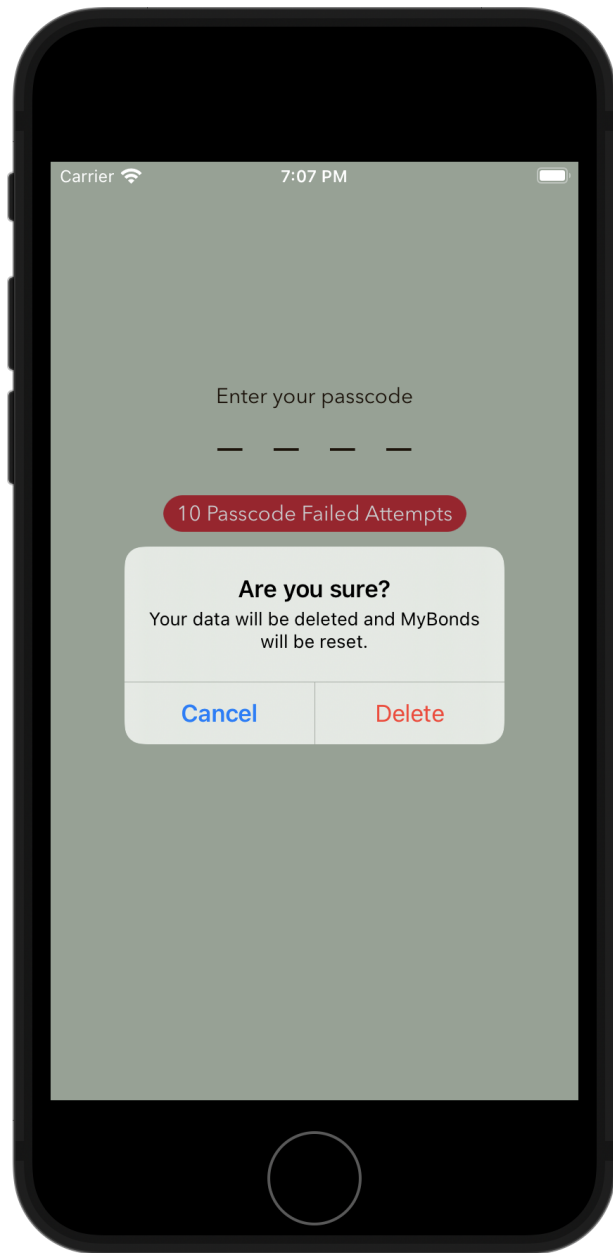 Carrier
7:07 PM
Enter your passcode
10 Passcode Failed Attempts
Are you sure?
Your data will be deleted and MyBonds
will be reset.
Cancel
Delete